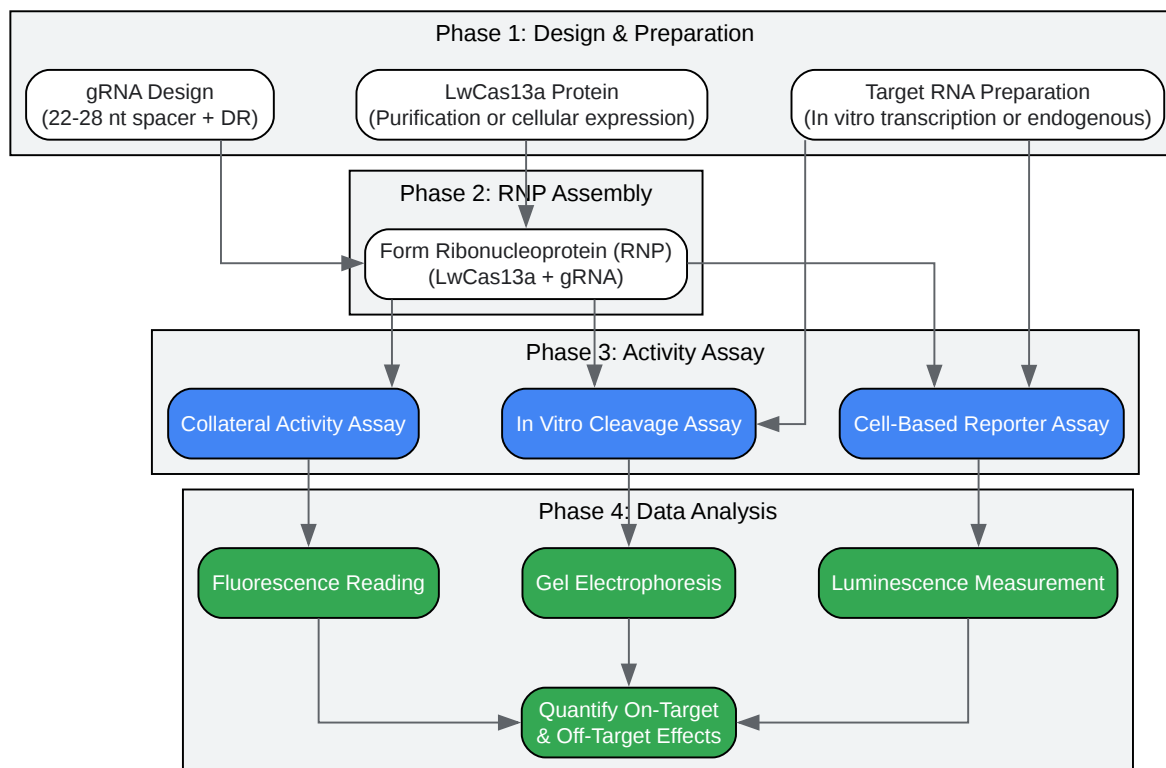 Phase 1: Design & Preparation
gRNA Design
(22-28 nt spacer + DR)
LwCas13a Protein
(Purification or cellular expression)
Target RNA Preparation
(In vitro transcription or endogenous)
Phase 2: RNP Assembly
Form Ribonucleoprotein (RNP)
(LwCas13a + gRNA)
Phase 3: Activity Assay
Collateral Activity Assay
In Vitro Cleavage Assay
Cell-Based Reporter Assay
Phase 4: Data Analysis
Fluorescence Reading
Gel Electrophoresis
Luminescence Measurement
Quantify On-Target
& Off-Target Effects